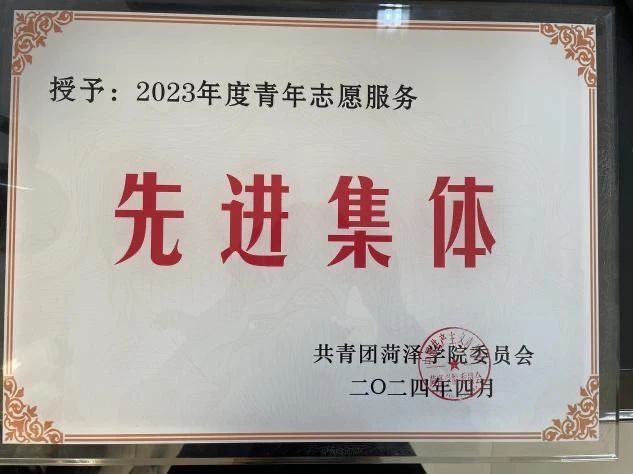 授予：2023年度青年志愿服务
先进集体
共青团菏泽学院委员会
二〇二四年四月